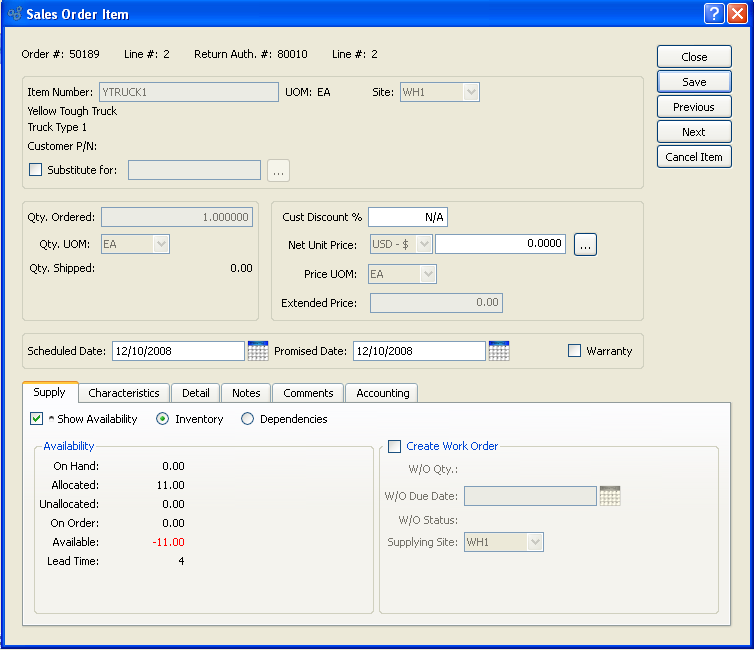 Sales Order Item
Order #: 50189 Line #: 2 Return Auth. #: 80010 Line #: 2
Close
Save
Previous
Next
Cancel Item
Item Number: YTRUCK1 UOM: EA Site: WH1
Yellow Tough Truck
Truck Type 1
Customer P/N:
Substitute for: ...
Qty. Ordered: 1.000000
Qty. UOM: EA
Qty. Shipped: 0.00
Cust Discount % N/A
Net Unit Price: USD - $ 0.0000 ...
Price UOM: EA
Extended Price: 0.00
Scheduled Date: 12/10/2008 Promised Date: 12/10/2008 Warranty
Supply Characteristics Detail Notes Comments Accounting
Show Availability Inventory Dependencies
Availability
On Hand: 0.00
Allocated: 11.00
Unallocated: 0.00
On Order: 0.00
Available: -11.00
Lead Time: 4
Create Work Order
W/O Qty.:
W/O Due Date:
W/O Status:
Supplying Site: WH1